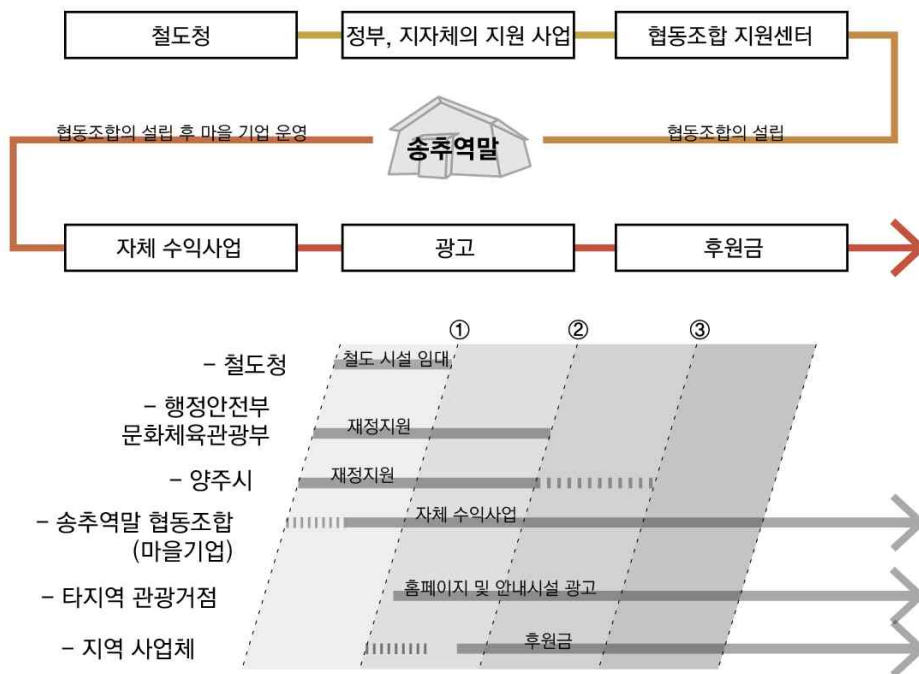 철도청
정부, 지자체의 지원 사업
협동조합 지원센터
협동조합의 설립 후 마을 기업 운영
송추역말
협동조합의 설립
자체 수익사업
광고
후원금
① ② ③
- 철도청
철도 시설 임대
- 행정안전부
문화체육관광부
재정지원
- 양주시
재정지원
- 송추역말 협동조합
(마을기업)
자체 수익사업
- 타지역 관광거점
홈페이지 및 안내시설 광고
- 지역 사업체
후원금